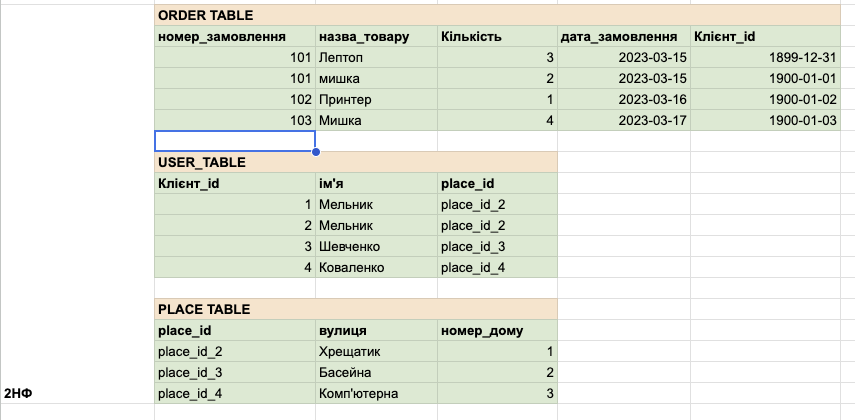 ORDER TABLE
номер_замовлення назва_товару Кількість дата_замовлення Клієнт_id
101 Лептоп 3 2023-03-15 1899-12-31
101 мишка 2 2023-03-15 1900-01-01
102 Принтер 1 2023-03-16 1900-01-02
103 Мишка 4 2023-03-17 1900-01-03
USER_TABLE
Клієнт_id ім'я place_id
1 Мельник place_id_2
2 Мельник place_id_2
3 Шевченко place_id_3
4 Коваленко place_id_4
PLACE TABLE
place_id вулиця номер_дому
place_id_2 Хрещатик 1
place_id_3 Басейна 2
2НФ place_id_4 Комп'ютерна 3